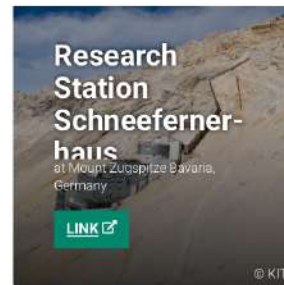 Research
Station
Schneeferner-
haus
at Mount Zugspitze Bavaria,
Germany
LINK
© KIT